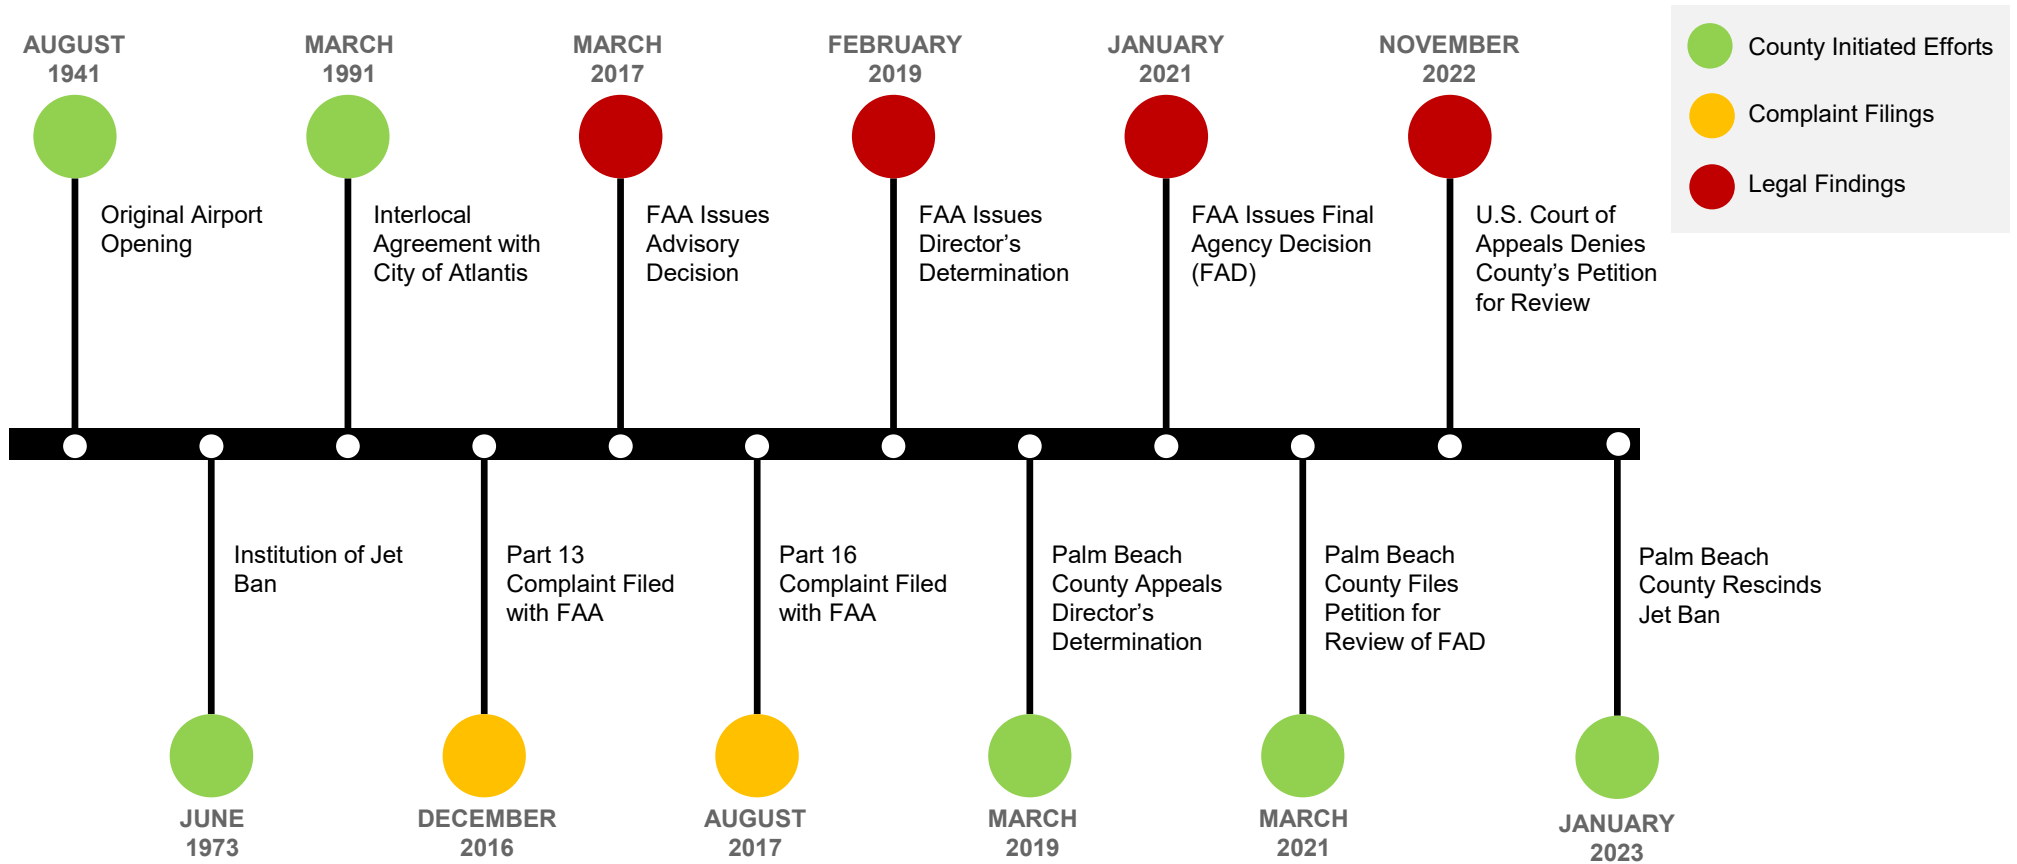 AUGUST
1941
MARCH
1991
MARCH
2017
FEBRUARY
2019
JANUARY
2021
NOVEMBER
2022
County Initiated Efforts
Complaint Filings
Legal Findings
Original Airport
Opening
Interlocal
Agreement with
City of Atlantis
FAA Issues
Advisory
Decision
FAA Issues
Director’s
Determination
FAA Issues Final
Agency Decision
(FAD)
U.S. Court of
Appeals Denies
County’s Petition
for Review
Institution of Jet
Ban
Part 13
Complaint Filed
with FAA
Part 16
Complaint Filed
with FAA
Palm Beach
County Appeals
Director’s
Determination
Palm Beach
County Files
Petition for
Review of FAD
Palm Beach
County Rescinds
Jet Ban
JUNE
1973
DECEMBER
2016
AUGUST
2017
MARCH
2019
MARCH
2021
JANUARY
2023